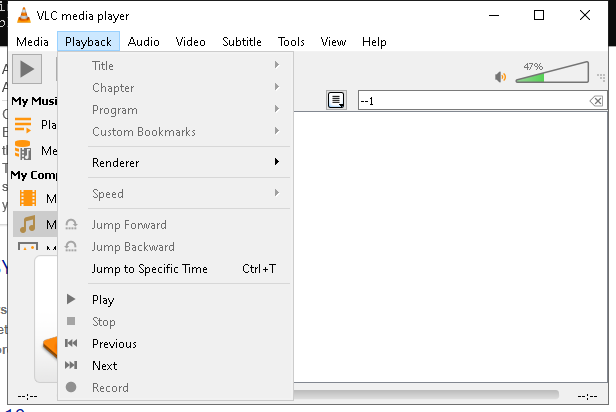 VLC media player
Media Playback Audio Video Subtitle Tools View Help
47%
Title
Chapter
Program
Custom Bookmarks
Renderer
Speed
Jump Forward
Jump Backward
Jump to Specific Time Ctrl+T
Play
Stop
Previous
Next
Record
My Musi
Pla
Me
My Comp
M
M
--1
--:--
--:--